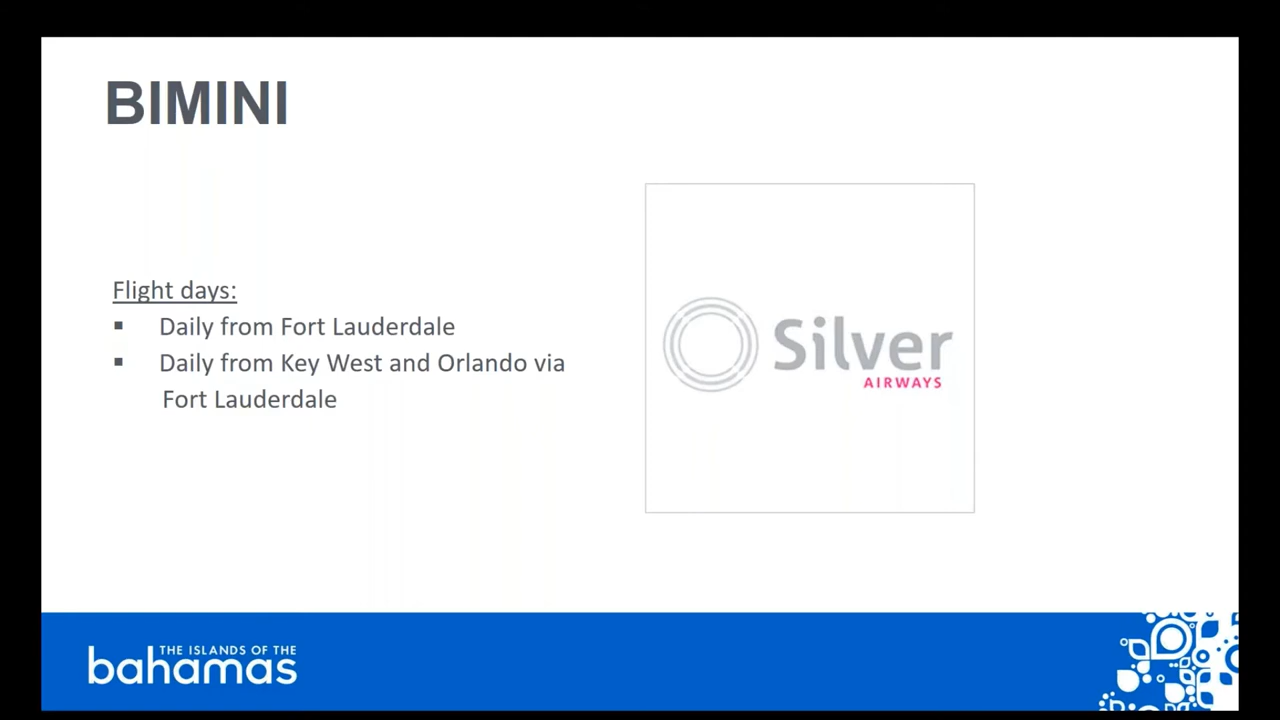 BIMINI
Flight days:
▪ Daily from Fort Lauderdale
▪ Daily from Key West and Orlando via
Fort Lauderdale
Silver
AIRWAYS
THE ISLANDS OF THE
bahamas